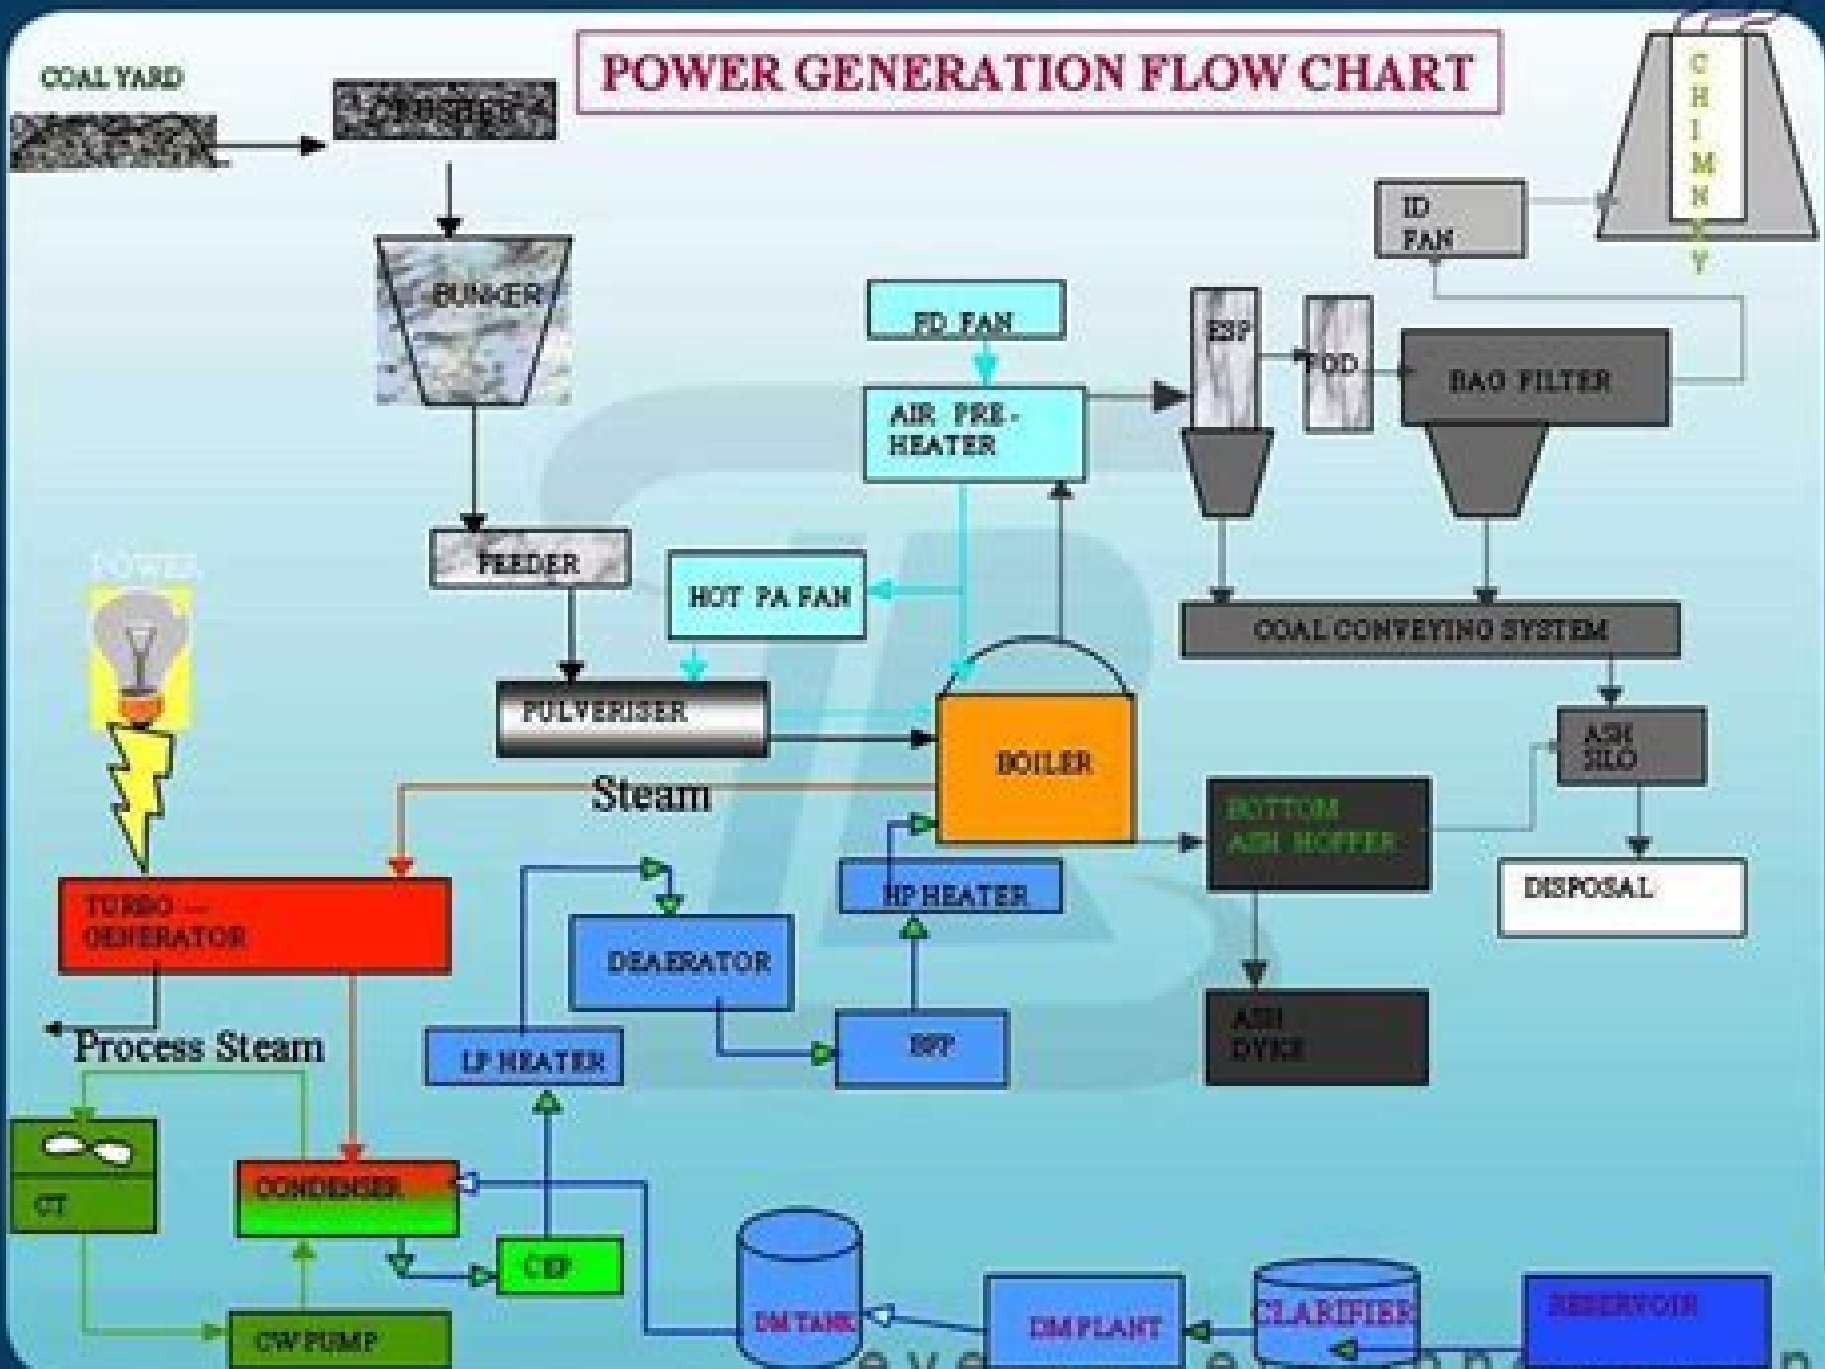 POWER GENERATION FLOW CHART
COAL YARD
CRUSHER
CHIMNEY
ID
FAN
BUNKER
FD FAN
ESP
FOD
BAG FILTER
AIR PRE-
HEATER
FEEDER
HOT PA FAN
POWER
COAL CONVEYING SYSTEM
PULVERISER
ASH
SILO
BOILER
Steam
BOTTOM
ASH HOPPER
HP HEATER
DISPOSAL
TURBO —
GENERATOR
DEAERATOR
ASH
DYKE
Process Steam
LP HEATER
BFP
CONDENSER
CT
CEP
DM TANK
DM PLANT
CLARIFIER
RESERVOIR
CW PUMP